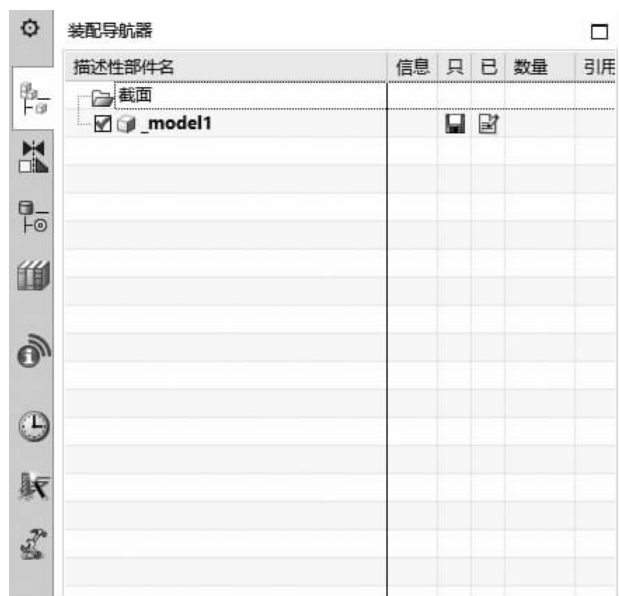 装配导航器
描述性部件名 信息 只 已 数量 引用
截面
_model1